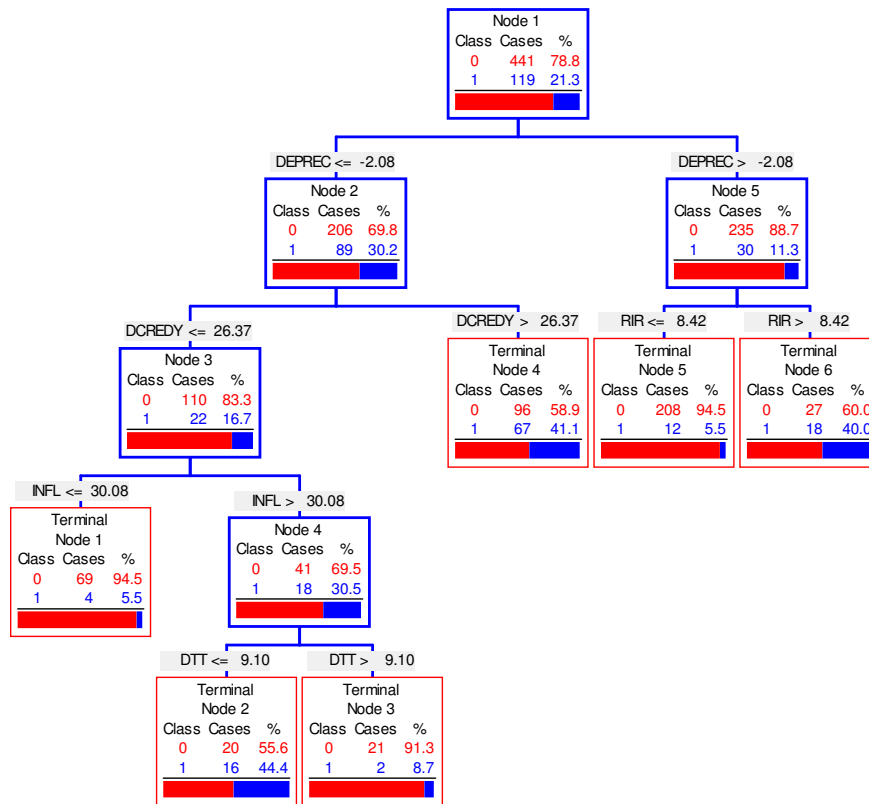 Node 1
Class Cases %
0 441 78.8
1 119 21.3
DEPREC <= -2.08
DEPREC > -2.08
Node 2
Class Cases %
0 206 69.8
1 89 30.2
Node 5
Class Cases %
0 235 88.7
1 30 11.3
DCREDY <= 26.37
DCREDY > 26.37
RIR <= 8.42
RIR > 8.42
Node 3
Class Cases %
0 110 83.3
1 22 16.7
Terminal
Node 4
Class Cases %
0 96 58.9
1 67 41.1
Terminal
Node 5
Class Cases %
0 208 94.5
1 12 5.5
Terminal
Node 6
Class Cases %
0 27 60.0
1 18 40.0
INFL <= 30.08
INFL > 30.08
Terminal
Node 1
Class Cases %
0 69 94.5
1 4 5.5
Node 4
Class Cases %
0 41 69.5
1 18 30.5
DTT <= 9.10
DTT > 9.10
Terminal
Node 2
Class Cases %
0 20 55.6
1 16 44.4
Terminal
Node 3
Class Cases %
0 21 91.3
1 2 8.7